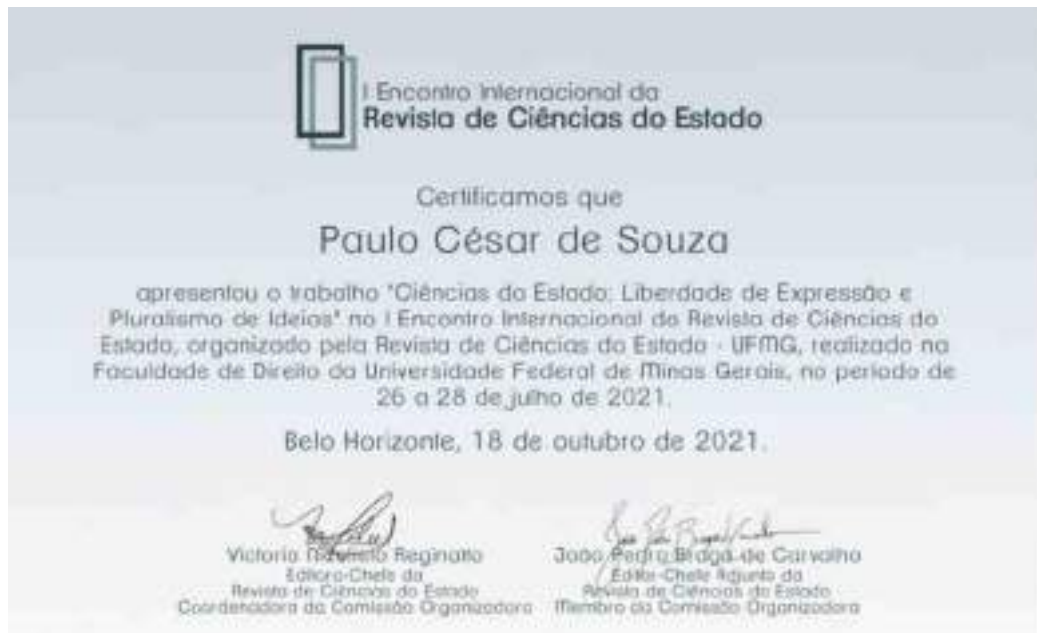 I Encontro Internacional da
Revista de Ciências do Estado
Certificamos que
Paulo César de Souza
apresentou o trabalho "Ciências do Estado: Liberdade de Expressão e
Pluralismo de Ideias" no I Encontro Internacional da Revista de Ciências do
Estado, organizado pela Revista de Ciências do Estado - UFMG, realizado na
Faculdade de Direito da Universidade Federal de Minas Gerais, no período de
26 a 28 de julho de 2021.
Belo Horizonte, 18 de outubro de 2021.
Victoria Reginatto
João Pedro Braga de Carvalho
Editora-Chefe da
Editor-Chefe Adjunto da
Revista de Ciências do Estado
Revista de Ciências do Estado
Coordenadora da Comissão Organizadora
Membro da Comissão Organizadora